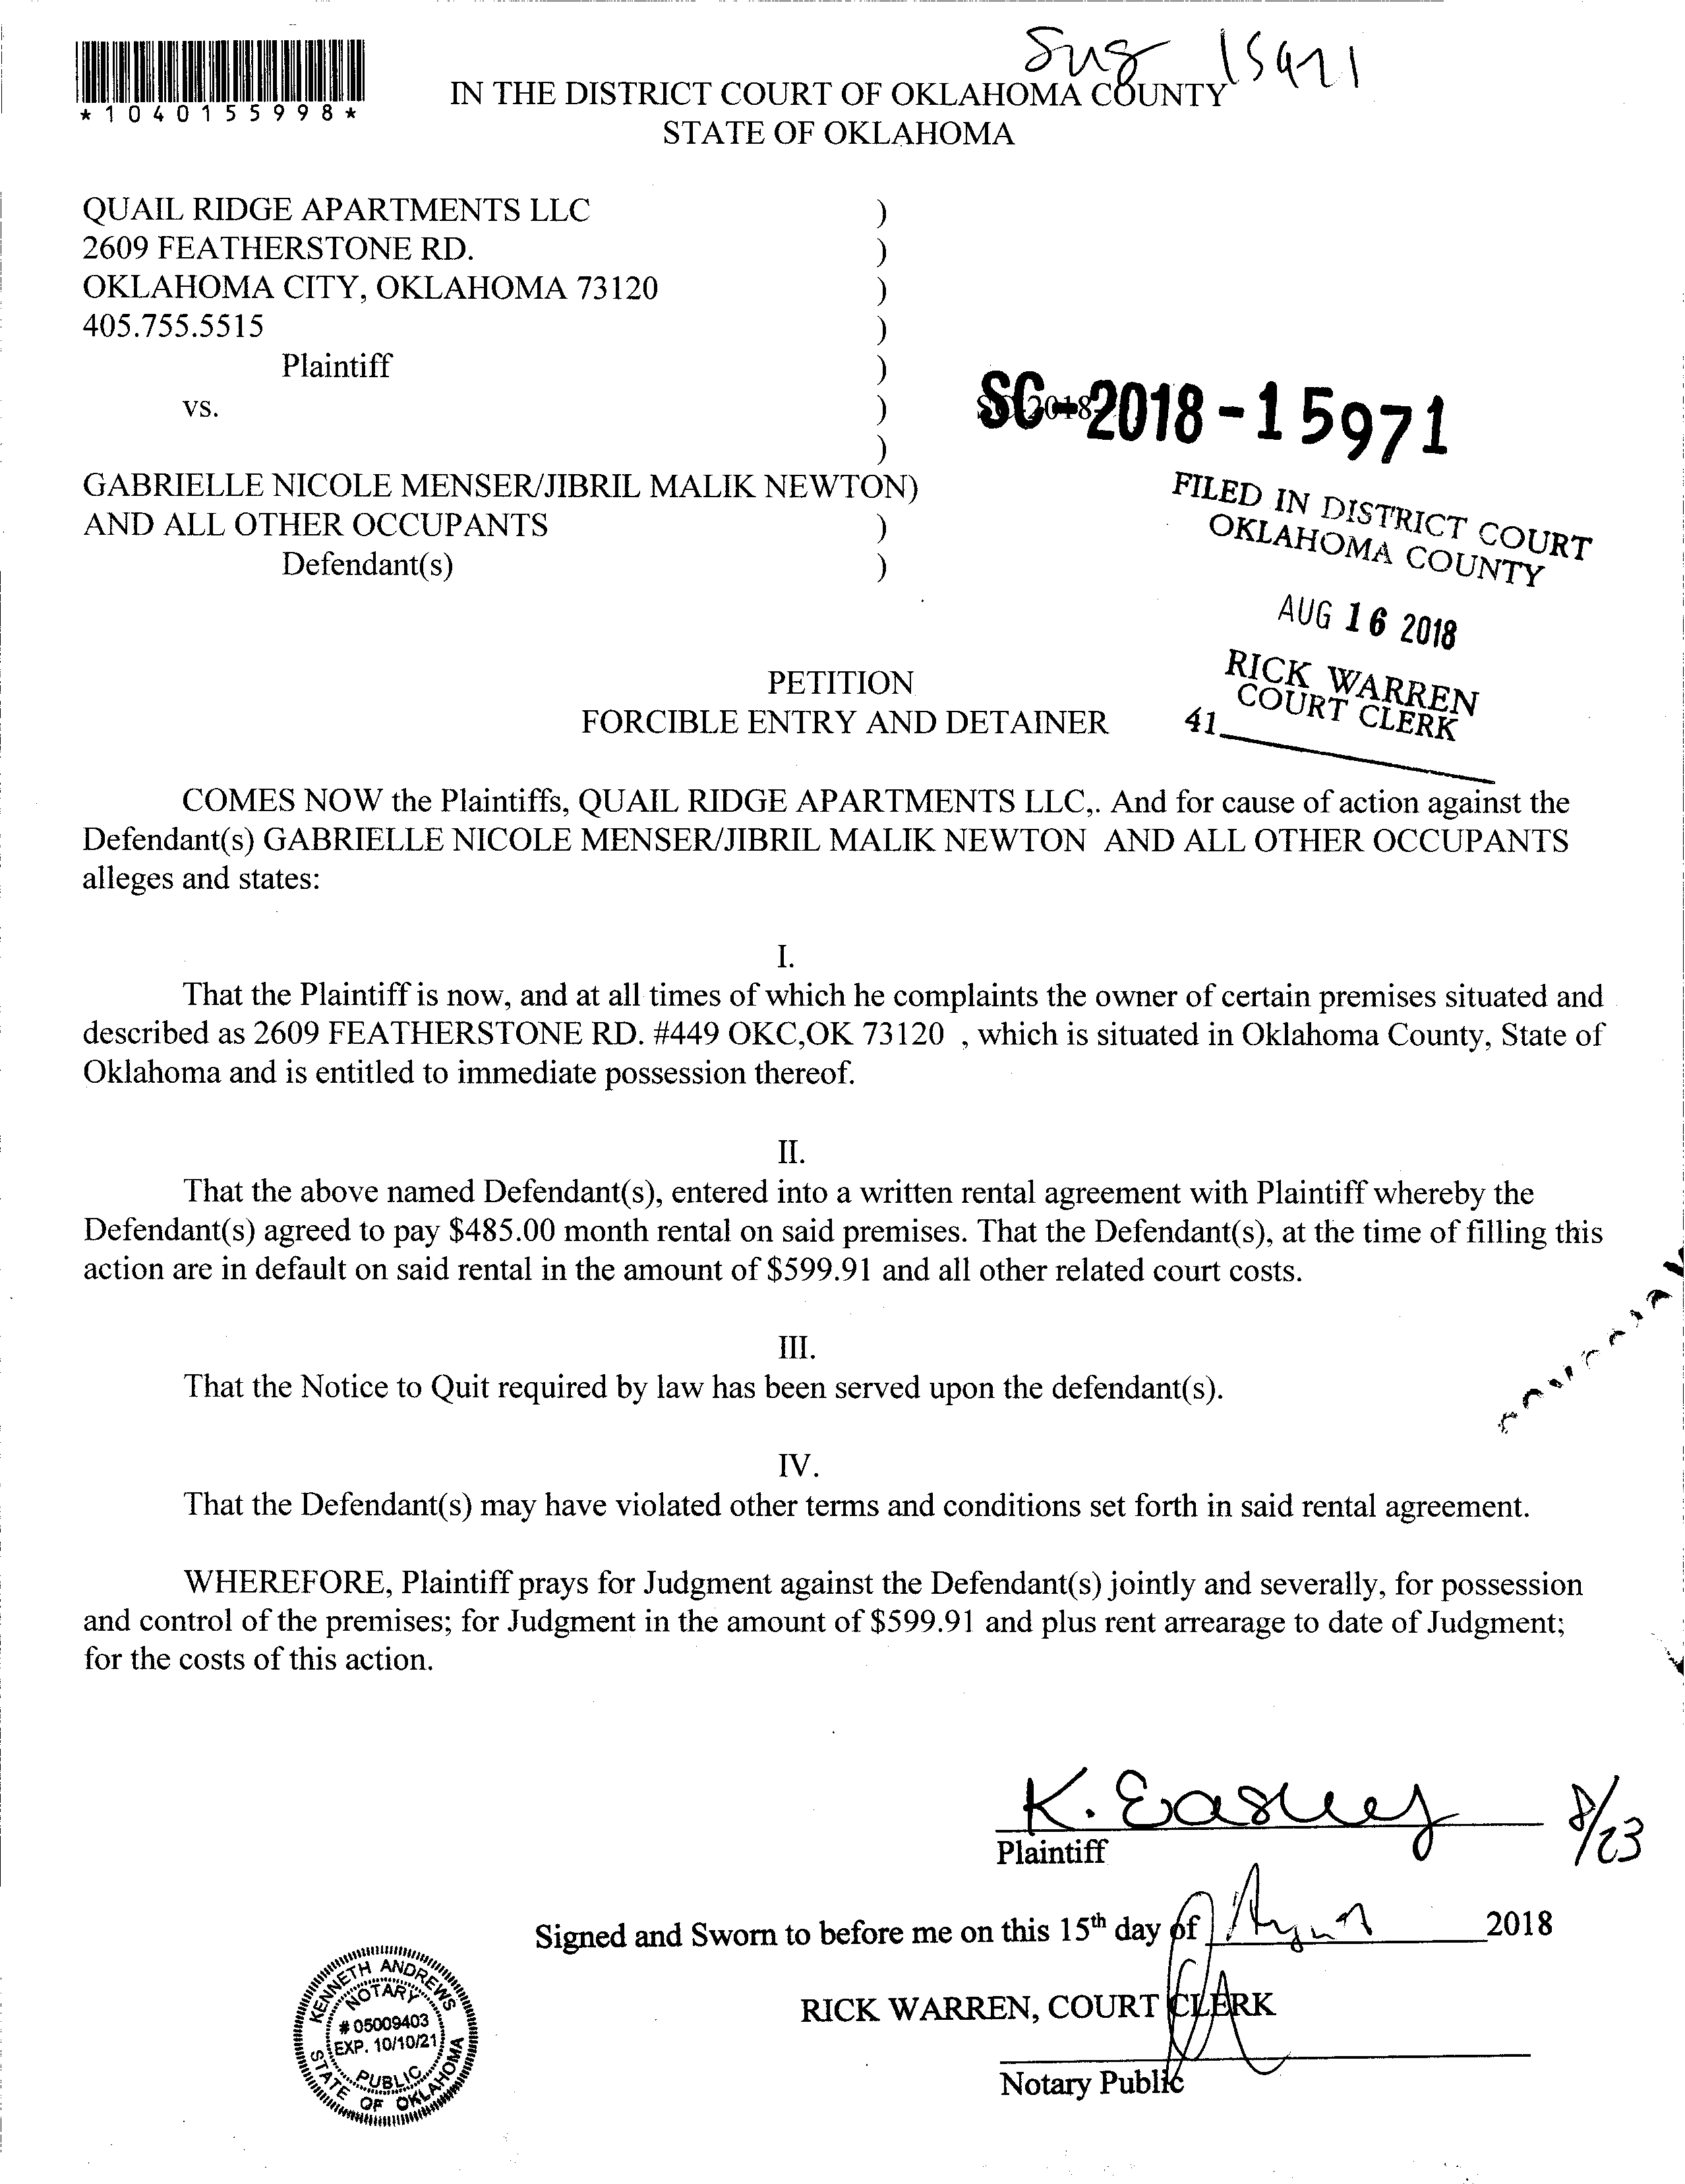 Sug 15971
*1040155998*
IN THE DISTRICT COURT OF OKLAHOMA COUNTY
STATE OF OKLAHOMA
QUAIL RIDGE APARTMENTS LLC )
2609 FEATHERSTONE RD. )
OKLAHOMA CITY, OKLAHOMA 73120 )
405.755.5515 )
Plaintiff )
vs. )
)
SC-2018-15971
GABRIELLE NICOLE MENSER/JIBRIL MALIK NEWTON)
AND ALL OTHER OCCUPANTS )
Defendant(s) )
FILED IN DISTRICT COURT
OKLAHOMA COUNTY
AUG 16 2018
RICK WARREN
COURT CLERK
41
PETITION
FORCIBLE ENTRY AND DETAINER
COMES NOW the Plaintiffs, QUAIL RIDGE APARTMENTS LLC,. And for cause of action against the
Defendant(s) GABRIELLE NICOLE MENSER/JIBRIL MALIK NEWTON AND ALL OTHER OCCUPANTS
alleges and states:
I.
That the Plaintiff is now, and at all times of which he complaints the owner of certain premises situated and
described as 2609 FEATHERSTONE RD. #449 OKC,OK 73120 , which is situated in Oklahoma County, State of
Oklahoma and is entitled to immediate possession thereof.
II.
That the above named Defendant(s), entered into a written rental agreement with Plaintiff whereby the
Defendant(s) agreed to pay $485.00 month rental on said premises. That the Defendant(s), at the time of filling this
action are in default on said rental in the amount of $599.91 and all other related court costs.
III.
That the Notice to Quit required by law has been served upon the defendant(s).
IV.
That the Defendant(s) may have violated other terms and conditions set forth in said rental agreement.
WHEREFORE, Plaintiff prays for Judgment against the Defendant(s) jointly and severally, for possession
and control of the premises; for Judgment in the amount of $599.91 and plus rent arrearage to date of Judgment;
for the costs of this action.
K. Easley 8/23
Plaintiff
Signed and Sworn to before me on this 15th day of August 2018
RICK WARREN, COURT CLERK
Notary Public
KENNETH ANDREWS
NOTARY
# 05009403
EXP. 10/10/21
PUBLIC
STATE OF OKLAHOMA